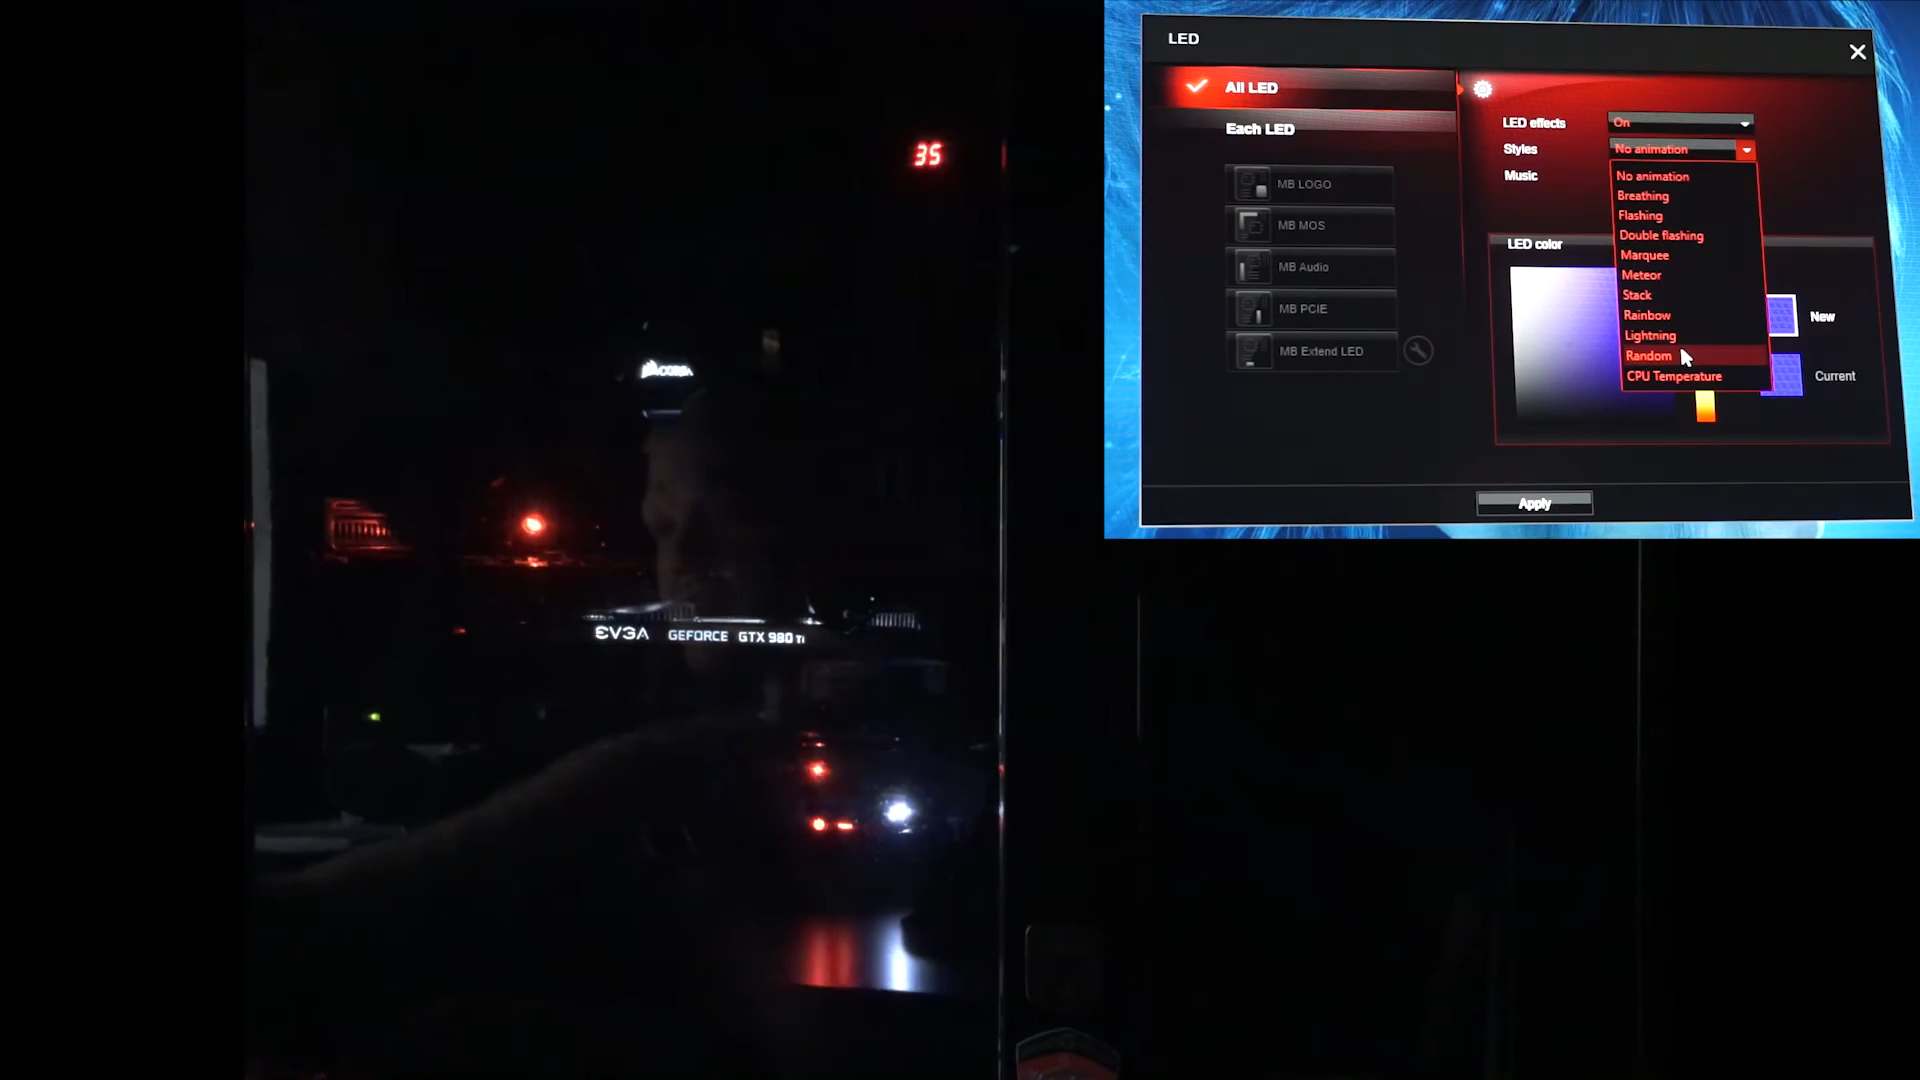 LED
All LED
Each LED
MB LOGO
MB MOS
MB Audio
MB PCIE
MB Extend LED
LED effects On
Styles No animation
Music
No animation
Breathing
Flashing
Double flashing
Marquee
Meteor
Stack
Rainbow
Lightning
Random
CPU Temperature
LED color
New
Current
Apply
35
EVGA GEFORCE GTX 980 Ti